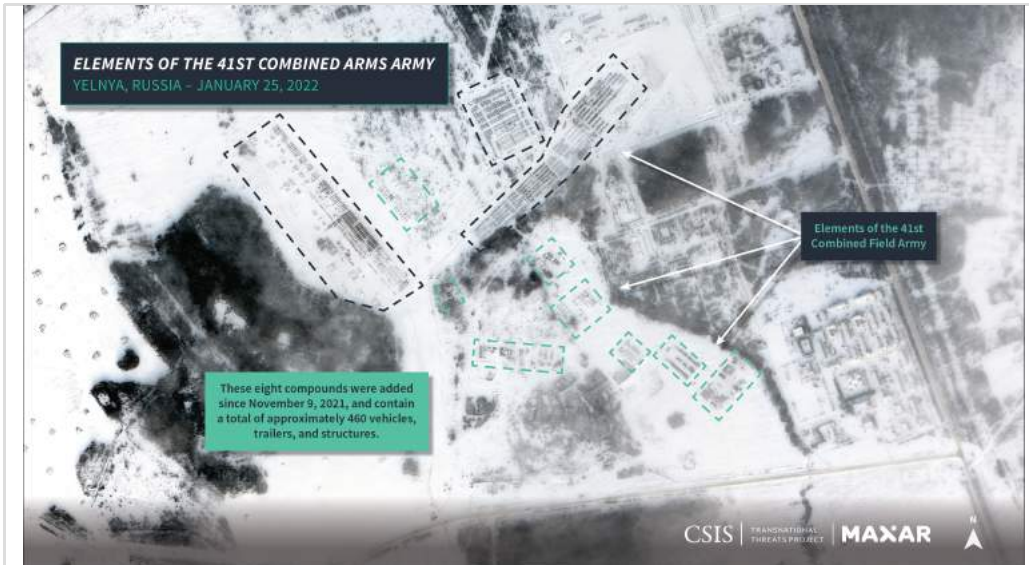 ELEMENTS OF THE 41ST COMBINED ARMS ARMY
YELNYA, RUSSIA – JANUARY 25, 2022
Elements of the 41st
Combined Field Army
These eight compounds were added
since November 9, 2021, and contain
a total of approximately 460 vehicles,
trailers, and structures.
CSIS
TRANSNATIONAL
THREATS PROJECT
MAXAR
N